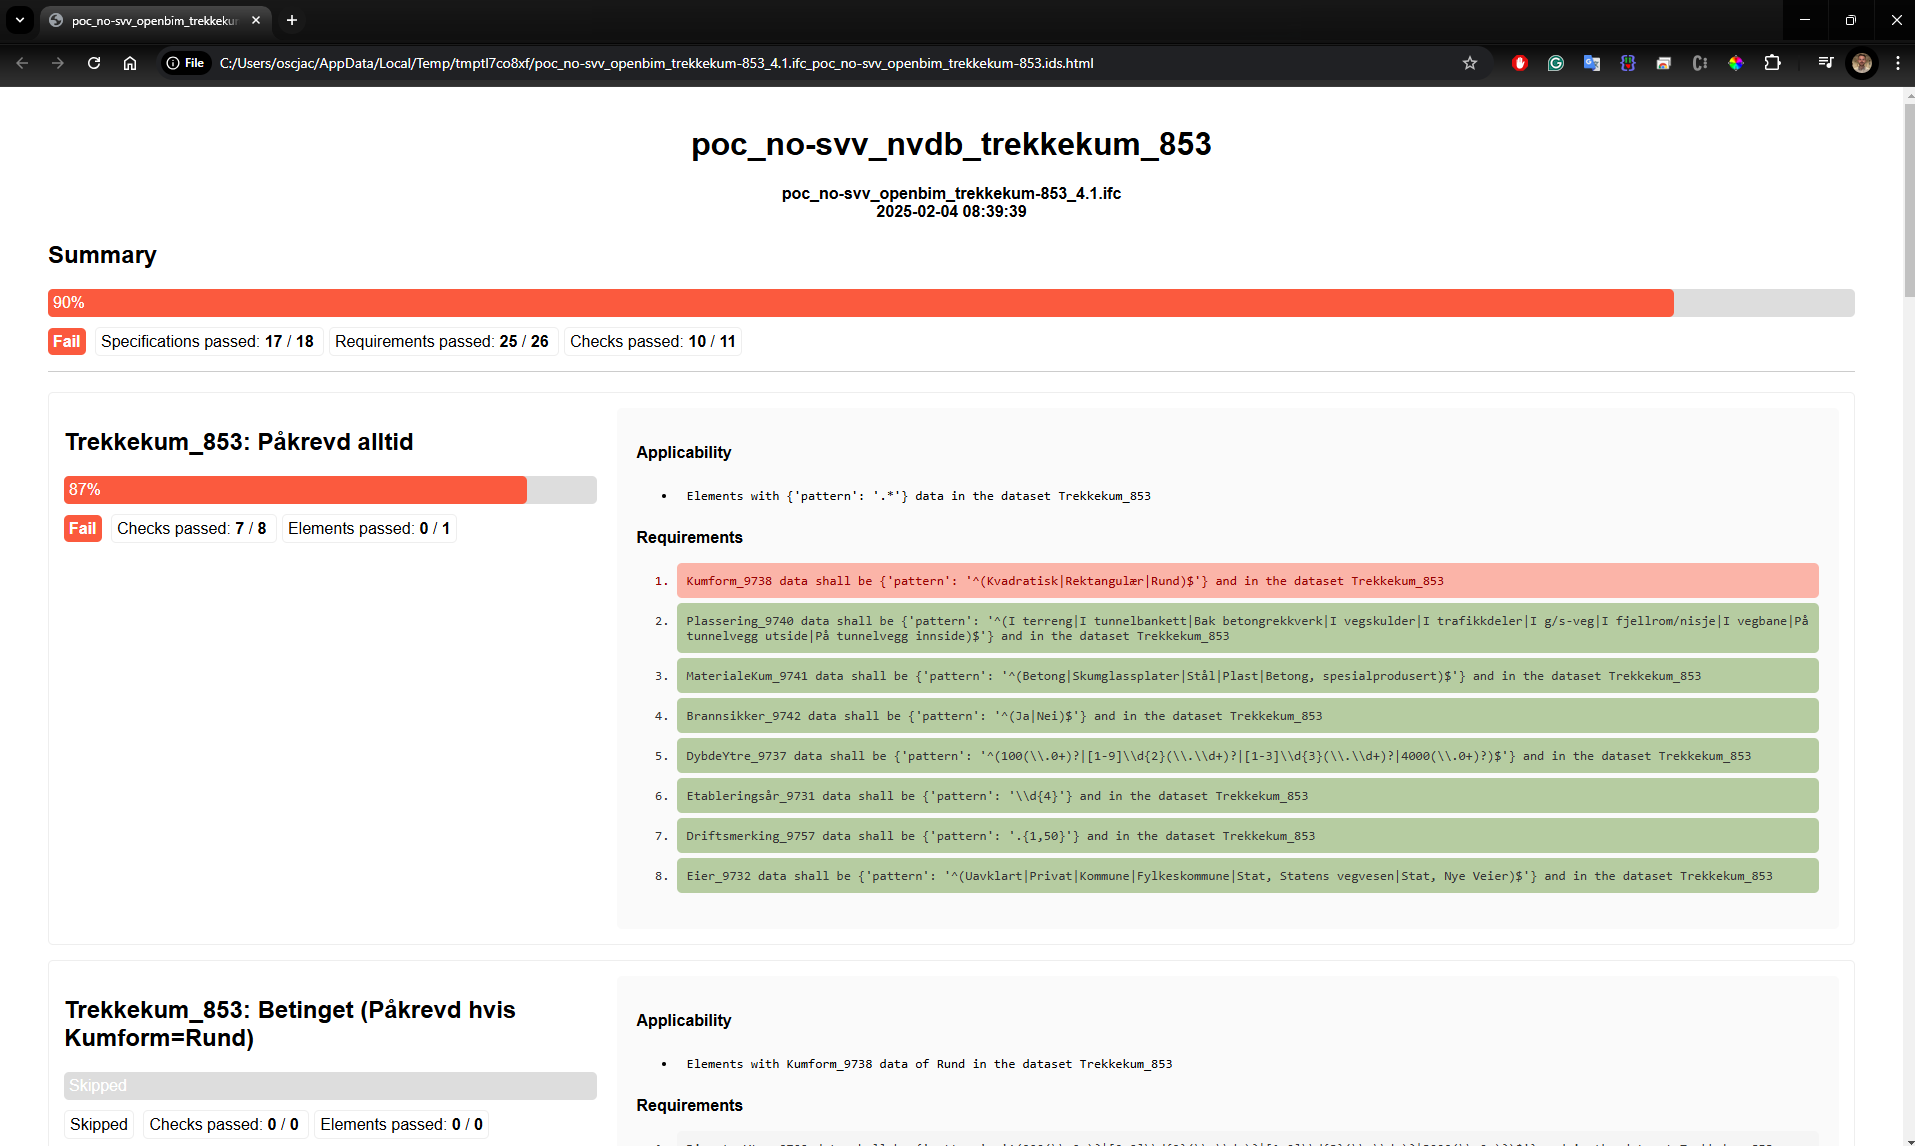 poc_no-svv_openbim_trekkekur
File
C:/Users/oscjac/AppData/Local/Temp/tmptl7co8xf/poc_no-svv_openbim_trekkekum-853_4.1.ifc_poc_no-svv_openbim_trekkekum-853.ids.html
poc_no-svv_nvdb_trekkekum_853
poc_no-svv_openbim_trekkekum-853_4.1.ifc
2025-02-04 08:39:39
Summary
90%
Fail Specifications passed: 17 / 18 Requirements passed: 25 / 26 Checks passed: 10 / 11
Trekkekum_853: Påkrevd alltid
87%
Fail Checks passed: 7 / 8 Elements passed: 0 / 1
Applicability
• Elements with {'pattern': '.*'} data in the dataset Trekkekum_853
Requirements
1. Kumform_9738 data shall be {'pattern': '^(Kvadratisk|Rektangulær|Rund)$'} and in the dataset Trekkekum_853
2. Plassering_9740 data shall be {'pattern': '^(I terreng|I tunnelbankett|Bak betongrekkverk|I vegskulder|I trafikkdeler|I g/s-veg|I fjellrom/nisje|I vegbane|På
tunnelvegg utside|På tunnelvegg innside)$'} and in the dataset Trekkekum_853
3. MaterialeKum_9741 data shall be {'pattern': '^(Betong|Skumglassplater|Stål|Plast|Betong, spesialprodusert)$'} and in the dataset Trekkekum_853
4. Brannsikker_9742 data shall be {'pattern': '^(Ja|Nei)$'} and in the dataset Trekkekum_853
5. DybdeYtre_9737 data shall be {'pattern': '^(100(\\.0+)?|[1-9]\\d{2}(\\.\\d+)?|[1-3]\\d{3}(\\.\\d+)?|4000(\\.0+)?)$'} and in the dataset Trekkekum_853
6. Etableringsår_9731 data shall be {'pattern': '\\d{4}'} and in the dataset Trekkekum_853
7. Driftsmerking_9757 data shall be {'pattern': '.{1,50}'} and in the dataset Trekkekum_853
8. Eier_9732 data shall be {'pattern': '^(Uavklart|Privat|Kommune|Fylkeskommune|Stat, Statens vegvesen|Stat, Nye Veier)$'} and in the dataset Trekkekum_853
Trekkekum_853: Betinget (Påkrevd hvis
Kumform=Rund)
Skipped
Skipped Checks passed: 0 / 0 Elements passed: 0 / 0
Applicability
• Elements with Kumform_9738 data of Rund in the dataset Trekkekum_853
Requirements